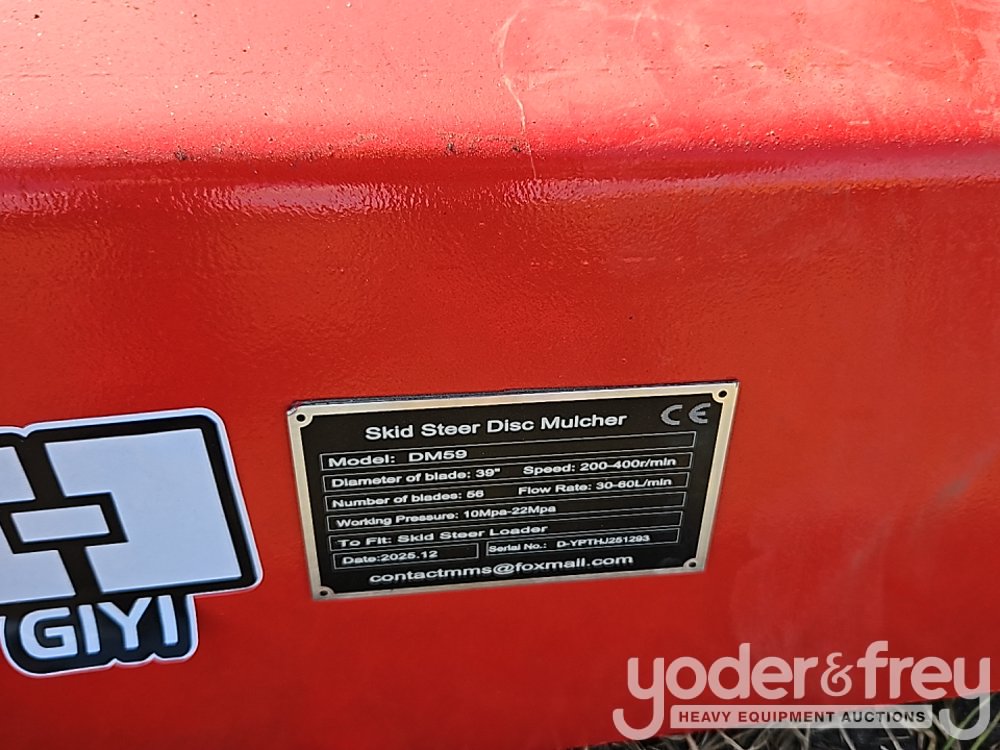 Skid Steer Disc Mulcher CE
Model: DM59
Diameter of blade: 39" Speed: 200-400r/min
Number of blades: 56 Flow Rate: 30-60L/min
Working Pressure: 10Mpa-22Mpa
To Fit: Skid Steer Loader
Date:2025.12 Serial No.: D-YPTHJ251293
contactmms@foxmail.com
GIYI
yoder&frey
HEAVY EQUIPMENT AUCTIONS